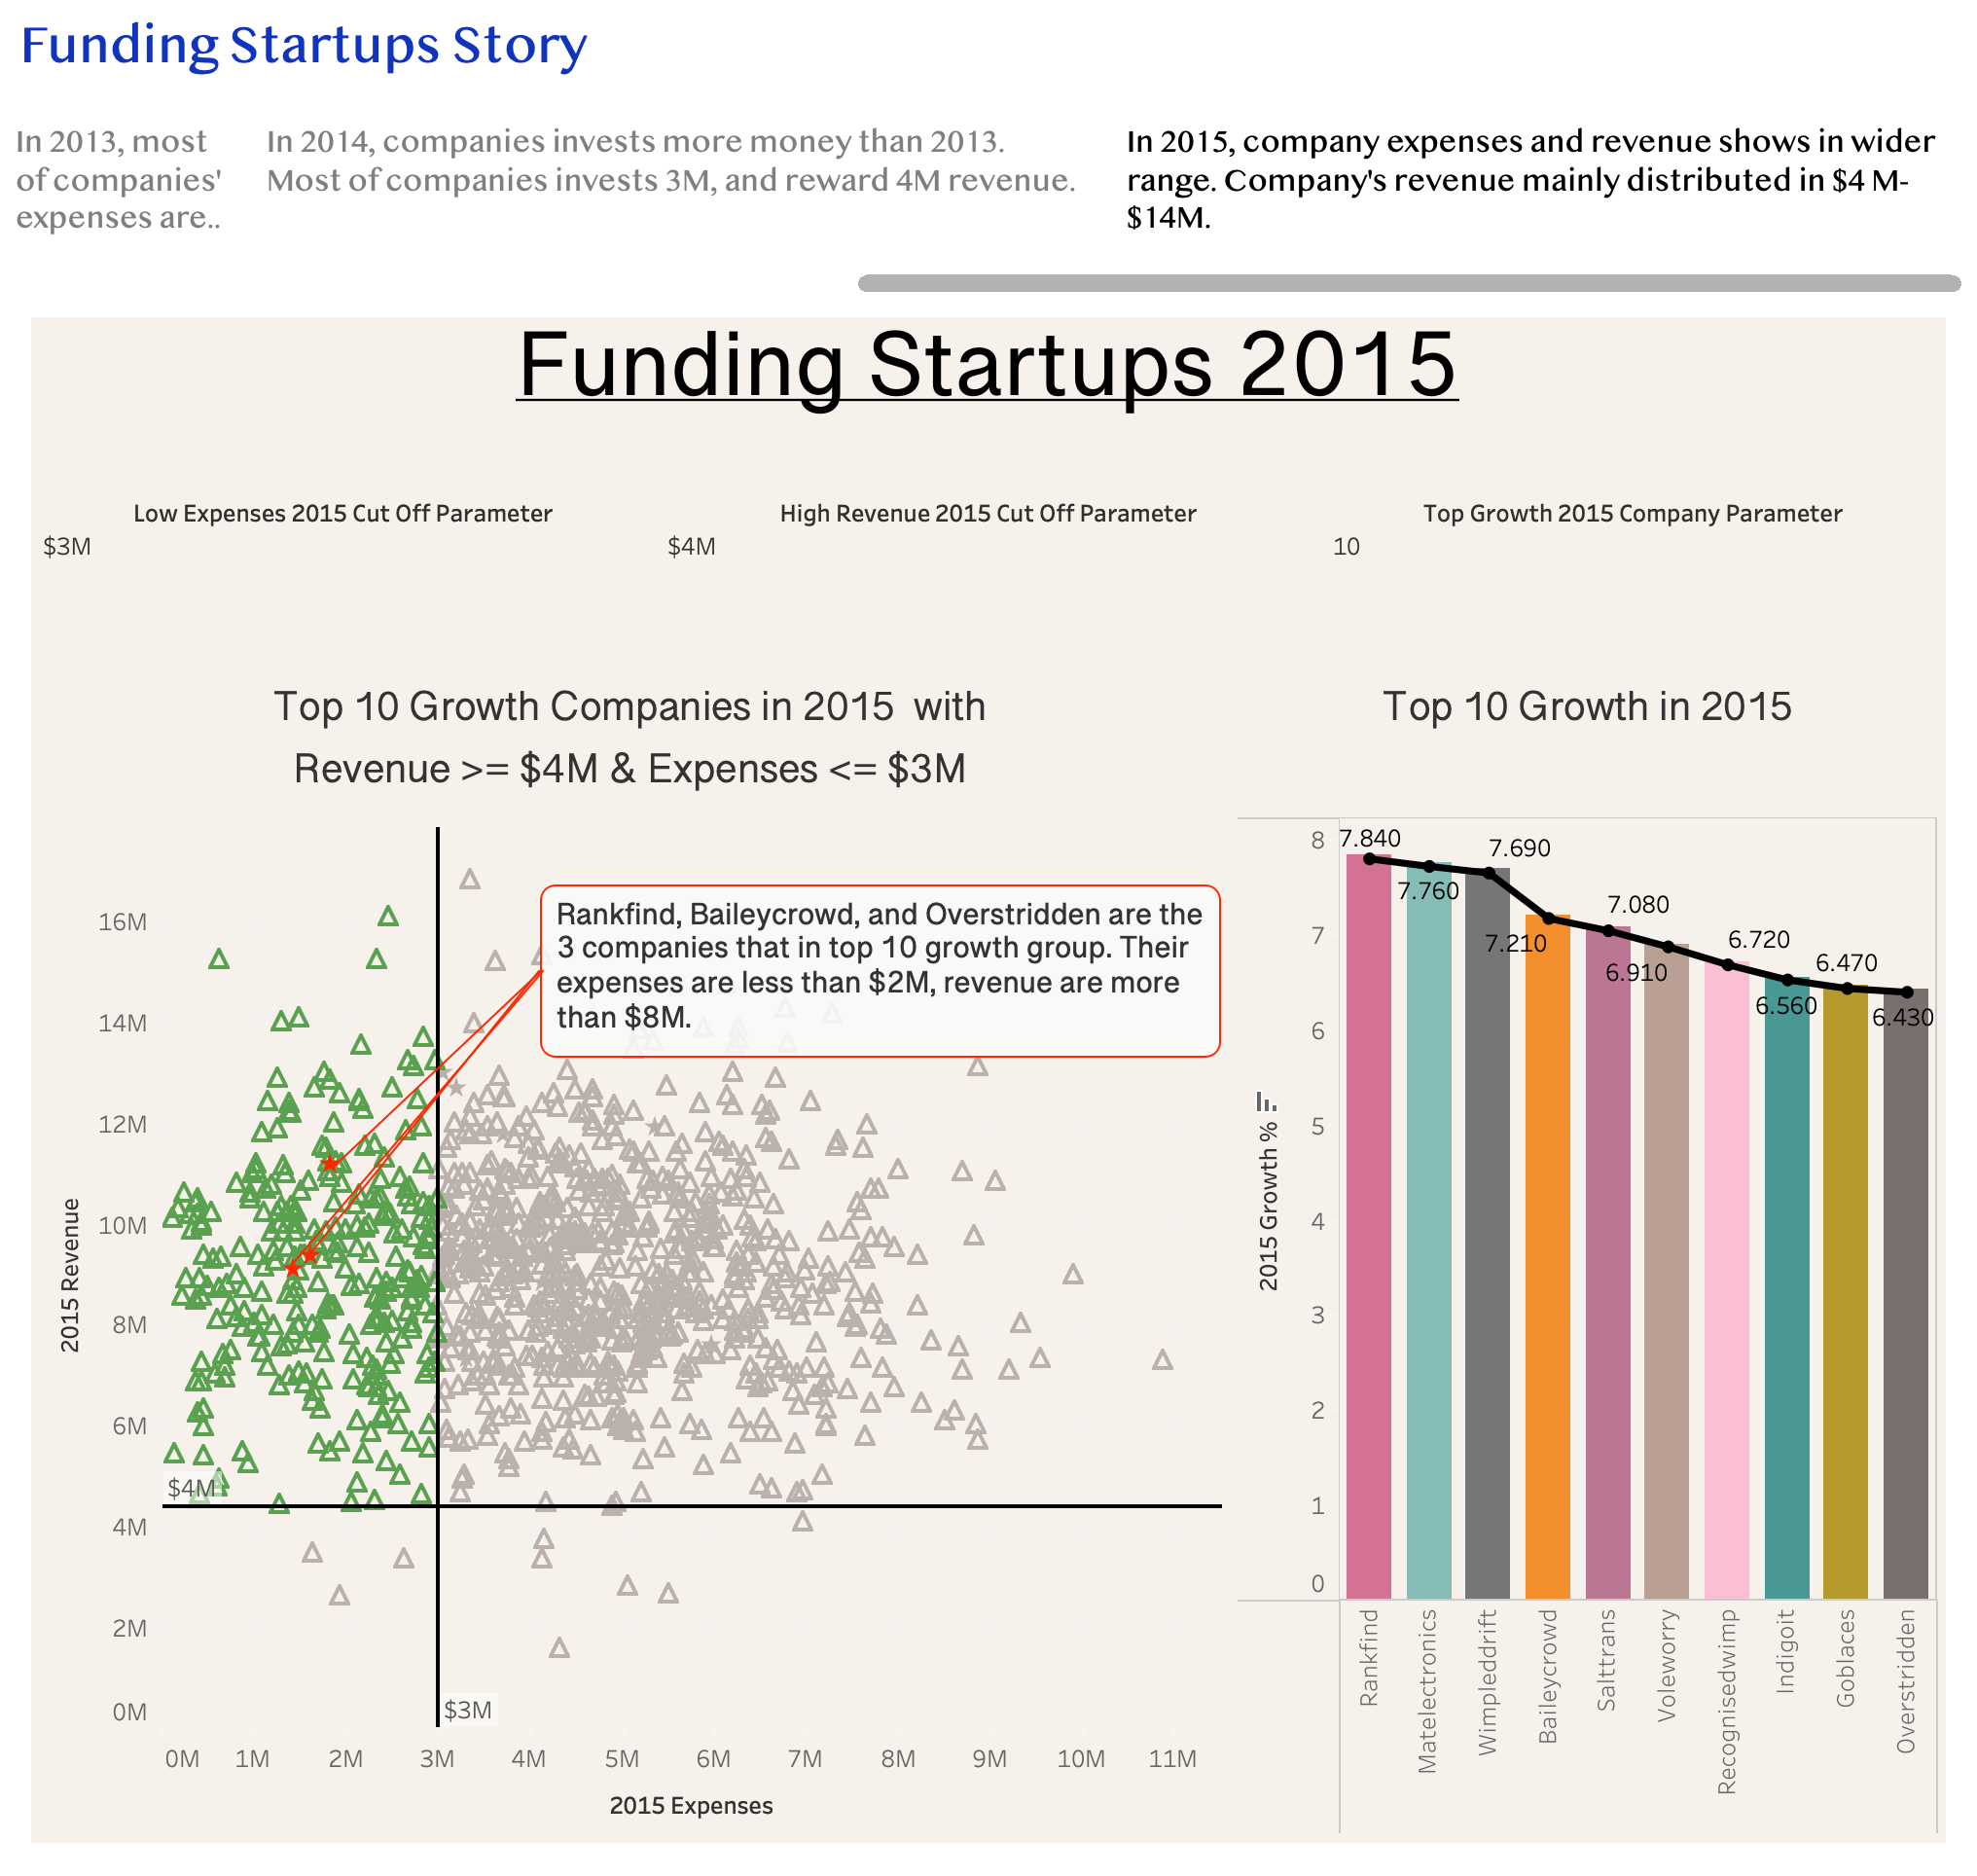 Funding Startups Story
In 2013, most
of companies'
expenses are..
In 2014, companies invests more money than 2013.
Most of companies invests 3M, and reward 4M revenue.
In 2015, company expenses and revenue shows in wider
range. Company's revenue mainly distributed in $4 M-
$14M.
Funding Startups 2015
Low Expenses 2015 Cut Off Parameter
$3M
High Revenue 2015 Cut Off Parameter
$4M
Top Growth 2015 Company Parameter
10
Top 10 Growth Companies in 2015 with
Revenue >= $4M & Expenses <= $3M
Rankfind, Baileycrowd, and Overstridden are the
3 companies that in top 10 growth group. Their
expenses are less than $2M, revenue are more
than $8M.
2015 Revenue
16M
14M
12M
10M
8M
6M
4M
2M
0M
$4M
$3M
0M 1M 2M 3M 4M 5M 6M 7M 8M 9M 10M 11M
2015 Expenses
Top 10 Growth in 2015
2015 Growth %
8
7
6
5
4
3
2
1
0
7.840
7.760
7.690
7.210
7.080
6.910
6.720
6.560
6.470
6.430
Rankfind
Matelectronics
Wimpleddrift
Baileycrowd
Salttrans
Voleworry
Recognisedwimp
Indigoit
Goblaces
Overstridden